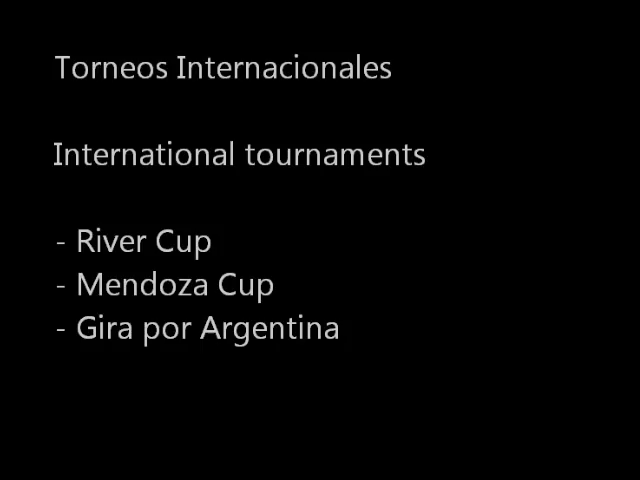 Torneos Internacionales
International tournaments
- River Cup
- Mendoza Cup
- Gira por Argentina